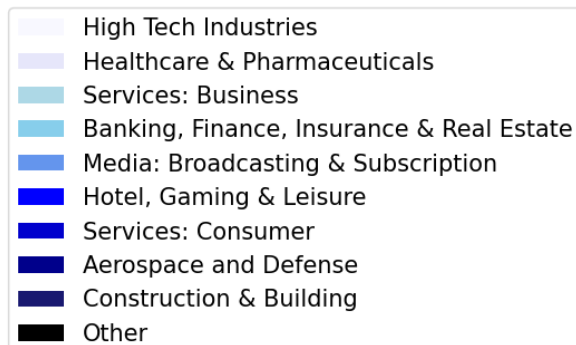 High Tech Industries
Healthcare & Pharmaceuticals
Services: Business
Banking, Finance, Insurance & Real Estate
Media: Broadcasting & Subscription
Hotel, Gaming & Leisure
Services: Consumer
Aerospace and Defense
Construction & Building
Other